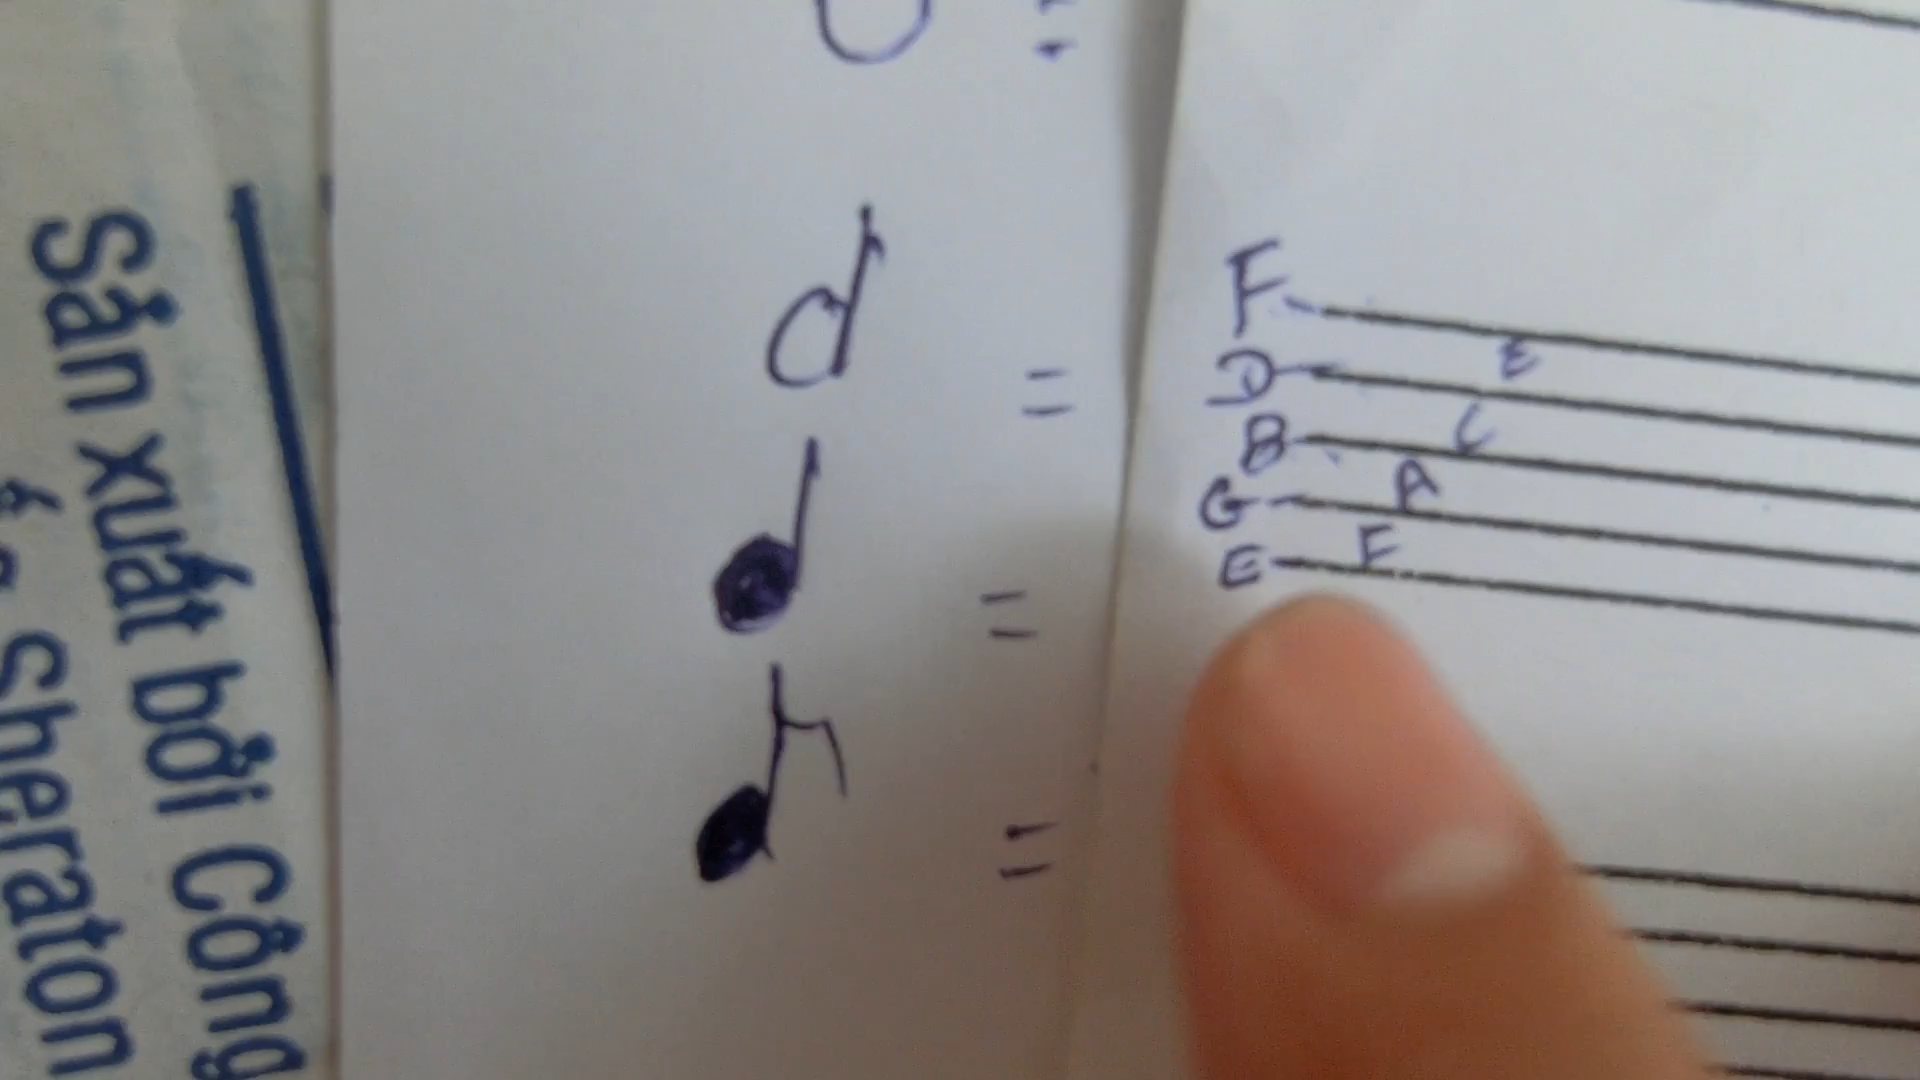 Sản xuất bởi Công
Sheraton
=
=
=
F
E
D
C
B
A
G
F
E